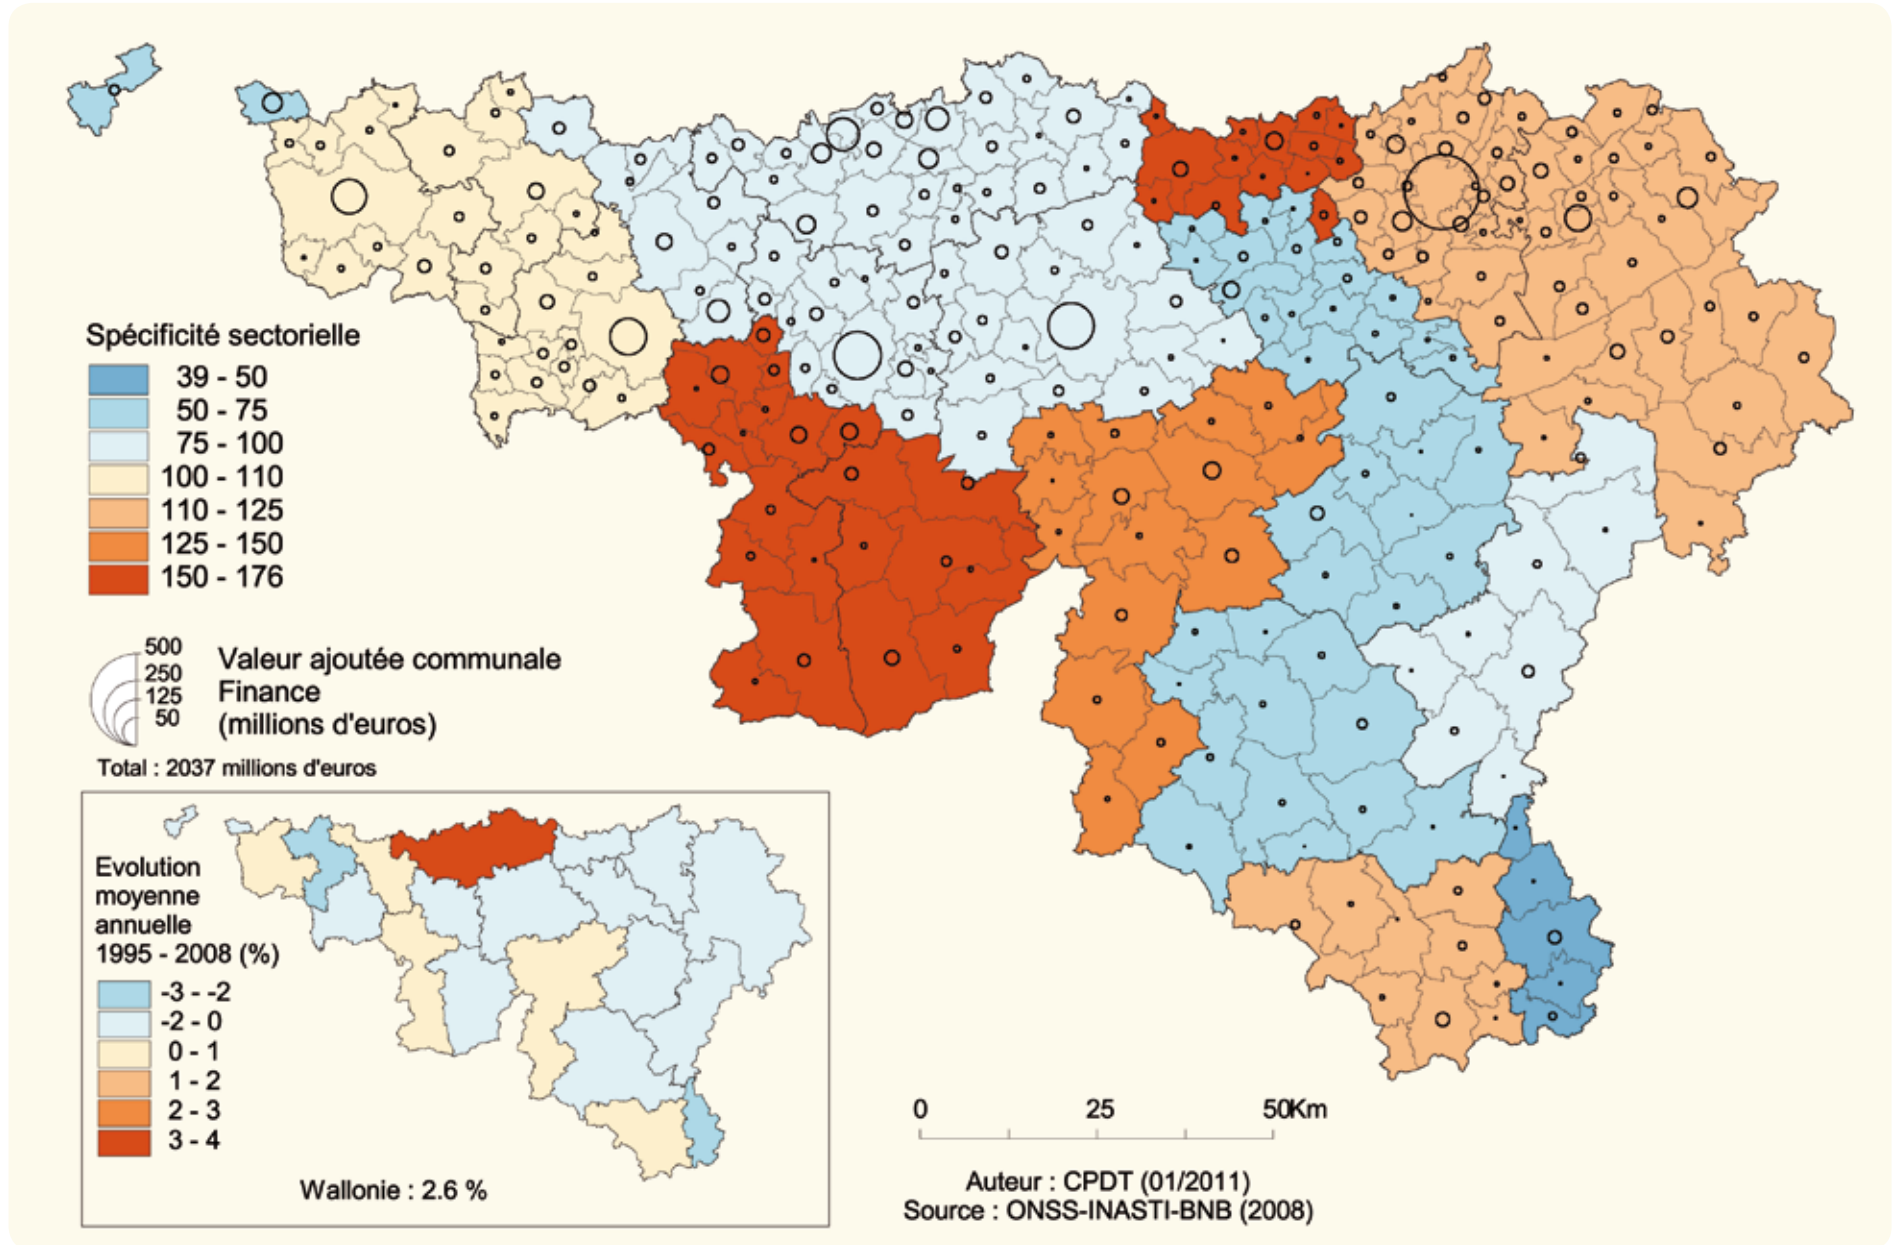 Spécificité sectorielle
39 - 50
50 - 75
75 - 100
100 - 110
110 - 125
125 - 150
150 - 176
500
250
125
50
Valeur ajoutée communale
Finance
(millions d'euros)
Total : 2037 millions d'euros
Evolution
moyenne
annuelle
1995 - 2008 (%)
-3 - -2
-2 - 0
0 - 1
1 - 2
2 - 3
3 - 4
Wallonie : 2.6 %
0 25 50Km
Auteur : CPDT (01/2011)
Source : ONSS-INASTI-BNB (2008)